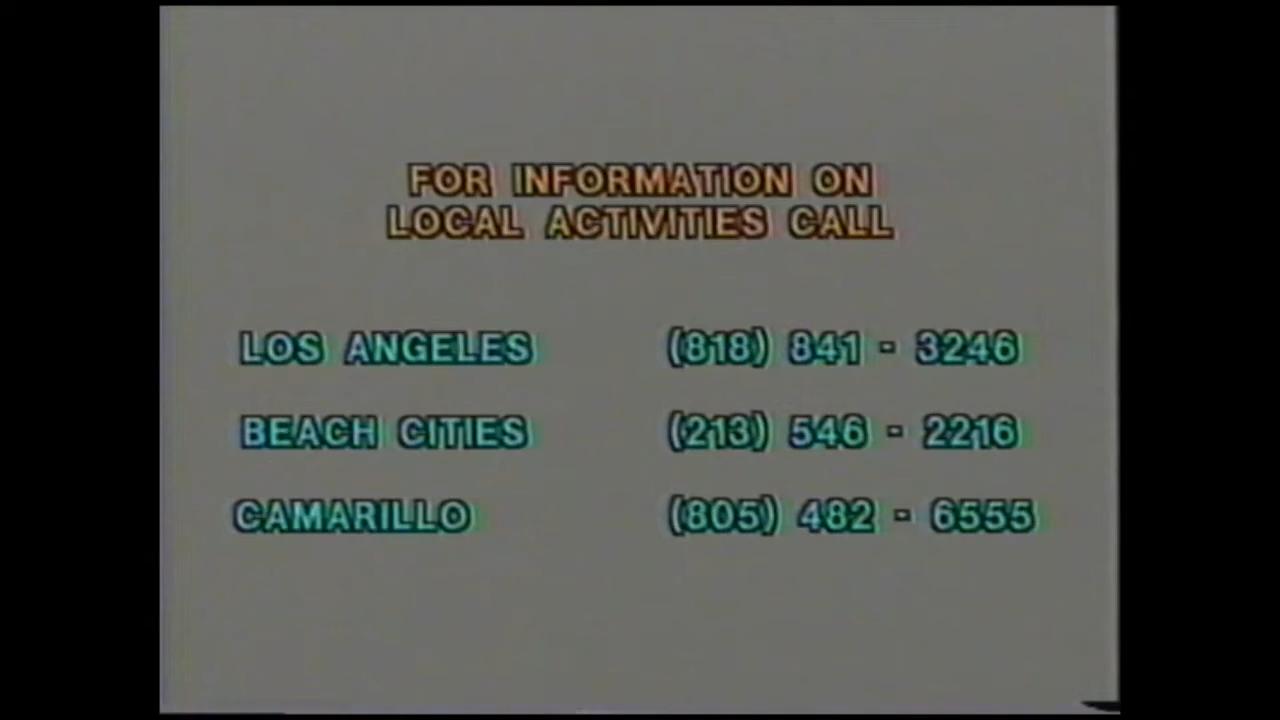 FOR INFORMATION ON
LOCAL ACTIVITIES CALL
LOS ANGELES (818) 841 - 3246
BEACH CITIES (213) 546 - 2216
CAMARILLO (805) 482 - 6555